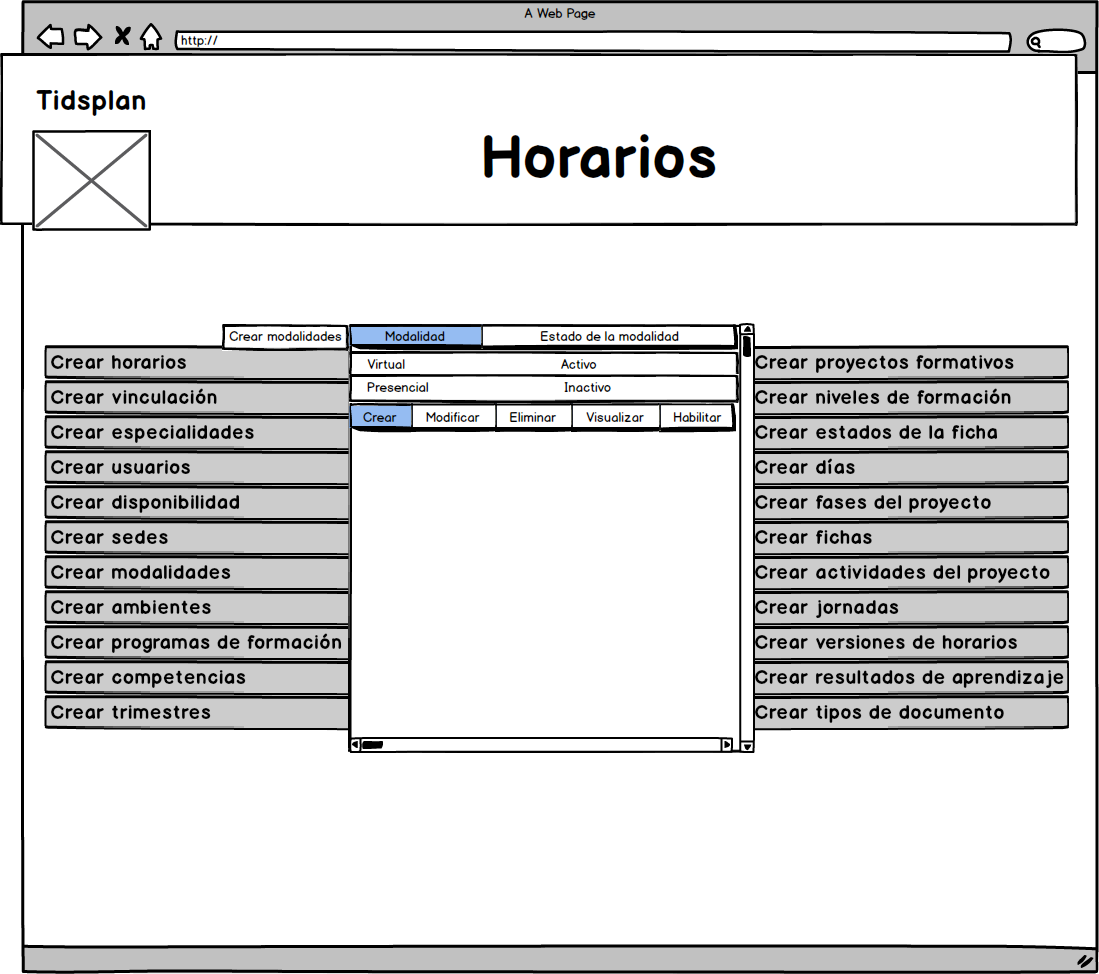 A Web Page
http://
Tidsplan
Horarios
Crear modalidades
Modalidad Estado de la modalidad
Virtual Activo
Presencial Inactivo
Crear Modificar Eliminar Visualizar Habilitar
Crear horarios
Crear vinculación
Crear especialidades
Crear usuarios
Crear disponibilidad
Crear sedes
Crear modalidades
Crear ambientes
Crear programas de formación
Crear competencias
Crear trimestres
Crear proyectos formativos
Crear niveles de formación
Crear estados de la ficha
Crear días
Crear fases del proyecto
Crear fichas
Crear actividades del proyecto
Crear jornadas
Crear versiones de horarios
Crear resultados de aprendizaje
Crear tipos de documento